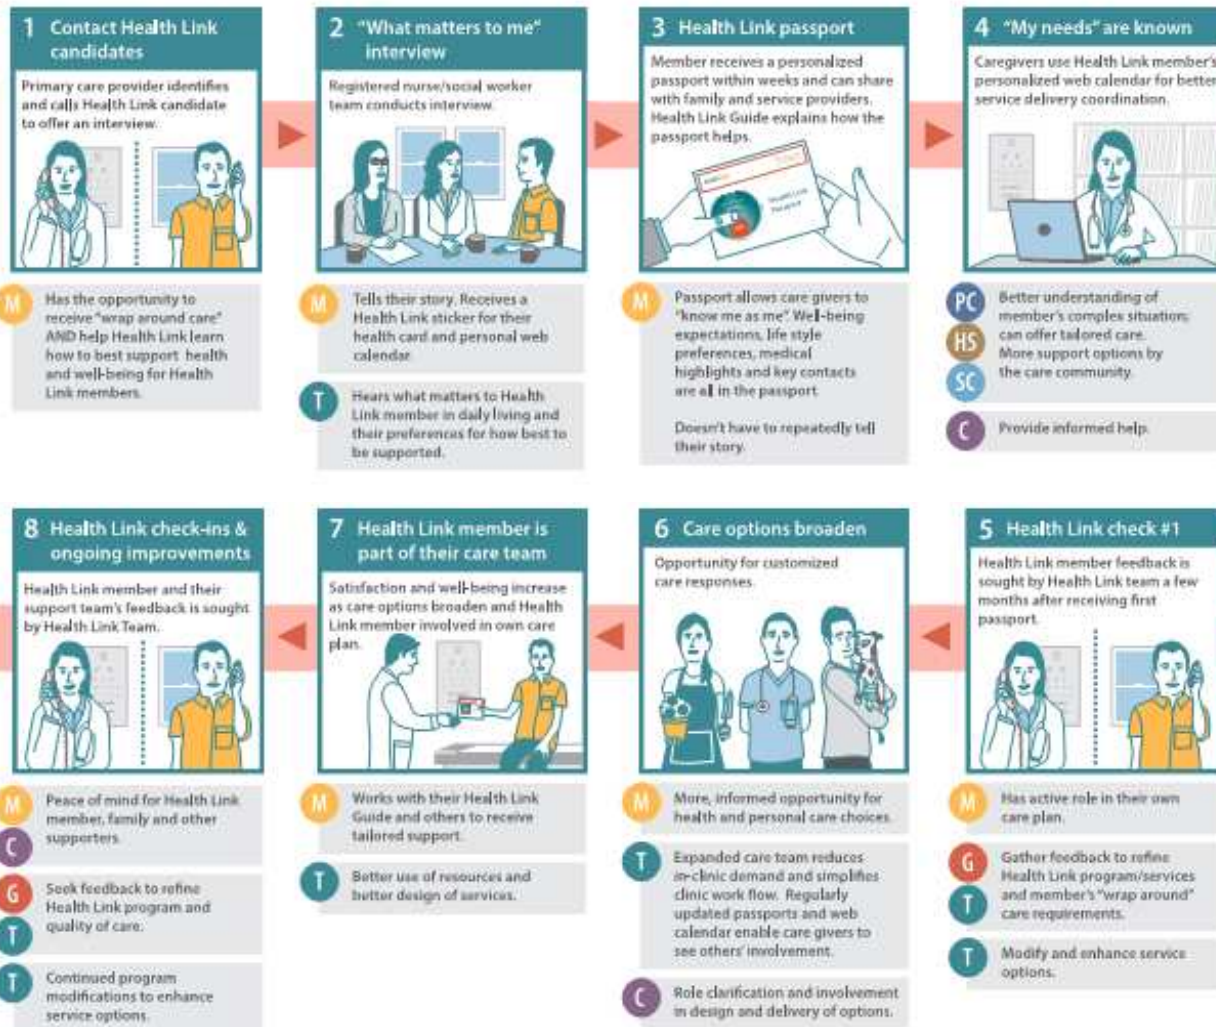 1 Contact Health Link
candidates
Primary care provider identifies
and calls Health Link candidate
to offer an interview.
M
Has the opportunity to
receive "wrap around care"
AND help Health Link learn
how to best support health
and well-being for Health
Link members.
2 "What matters to me"
interview
Registered nurse/social worker
team conducts interview.
M
Tells their story. Receives a
Health Link sticker for their
health card and personal web
calendar
T
Hears what matters to Health
Link member in daily living and
their preferences for how best to
be supported.
3 Health Link passport
Member receives a personalized
passport within weeks and can share
with family and service providers.
Health Link Guide explains how the
passport helps.
Health Link
Passport
M
Passport allows care givers to
"know me as me". Well-being
expectations, life style
preferences, medical
highlights and key contacts
are all in the passport
Doesn't have to repeatedly tell
their story.
4 "My needs" are known
Caregivers use Health Link member's
personalized web calendar for better
service delivery coordination.
PC
HS
SC
Better understanding of
member's complex situation;
can offer tailored care.
More support options by
the care community.
C
Provide informed help.
5 Health Link check #1
Health Link member feedback is
sought by Health Link team a few
months after receiving first
passport.
M
Has active role in their own
care plan.
G
T
Gather feedback to refine
Health Link program/services
and member's "wrap around"
care requirements.
T
Modify and enhance service
options.
6 Care options broaden
Opportunity for customized
care responses.
M
More, informed opportunity for
health and personal care choices.
T
Expanded care team reduces
in-clinic demand and simplifies
clinic work flow. Regularly
updated passports and web
calendar enable care givers to
see others' involvement.
C
Role clarification and involvement
in design and delivery of options.
7 Health Link member is
part of their care team
Satisfaction and well-being increase
as care options broaden and Health
Link member involved in own care
plan.
M
Works with their Health Link
Guide and others to receive
tailored support.
T
Better use of resources and
better design of services.
8 Health Link check-ins &
ongoing improvements
Health Link member and their
support team's feedback is sought
by Health Link Team.
M
C
Peace of mind for Health Link
member, family and other
supporters.
G
T
Seek feedback to refine
Health Link program and
quality of care.
T
Continued program
modifications to enhance
service options.